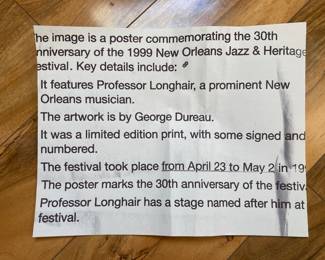 he image is a poster commemorating the 30th
nniversary of the 1999 New Orleans Jazz & Heritage
estival. Key details include:
It features Professor Longhair, a prominent New
Orleans musician.
The artwork is by George Dureau.
It was a limited edition print, with some signed and
numbered.
The festival took place from April 23 to May 2 in 199
The poster marks the 30th anniversary of the festiv
Professor Longhair has a stage named after him at
festival.